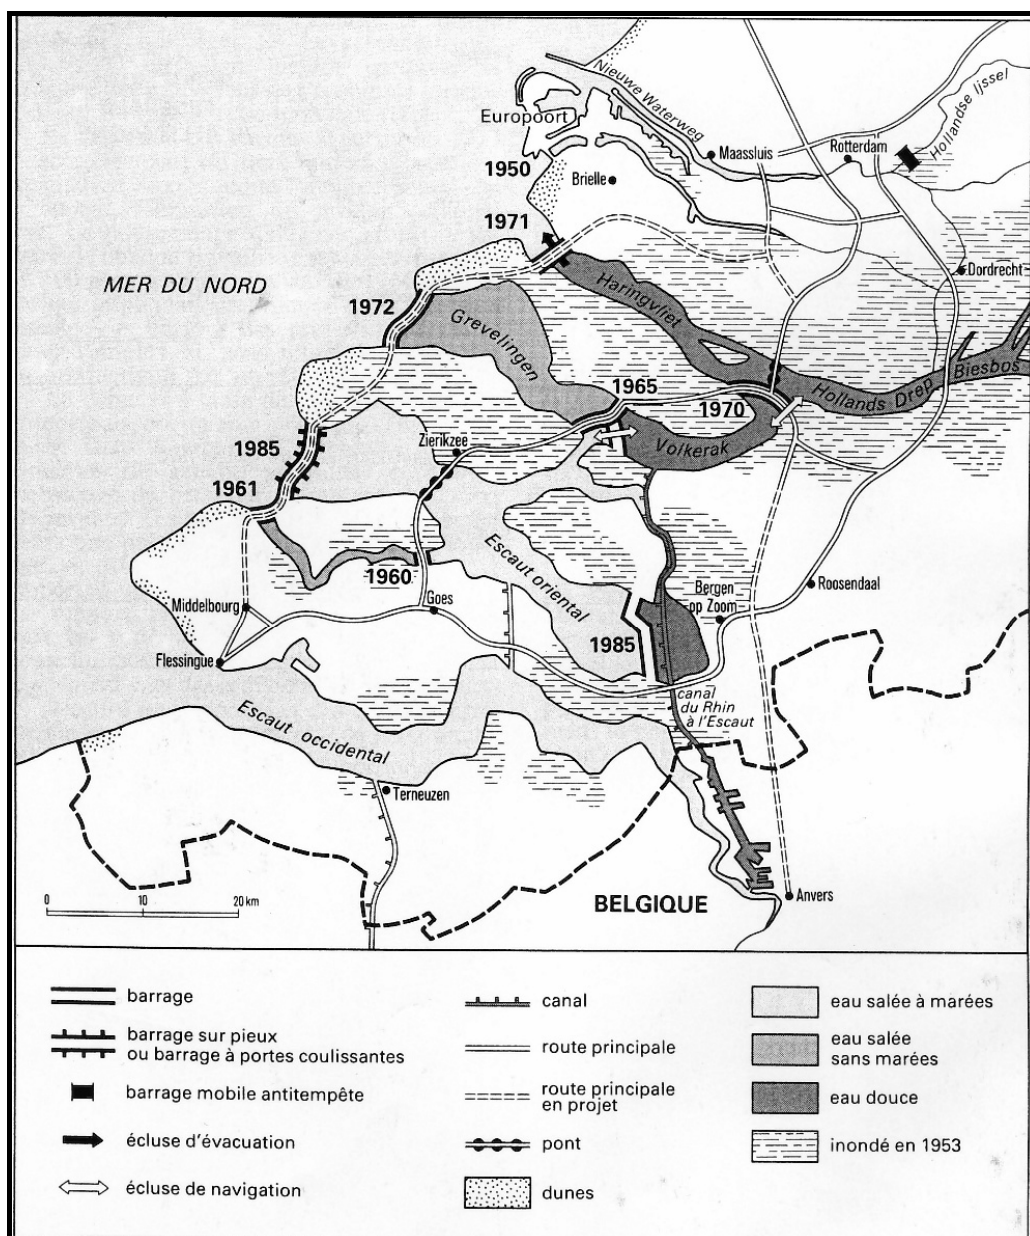 Nieuwe Waterweg
Hollandse Ijssel
Europoort
Maassluis
Rotterdam
1950
Brielle
1971
MER DU NORD
Dordrecht
Haringvliet
1972
Grevelingen
Biesbos
Hollands Drep
1965
1970
Zierikzee
Volkerak
1985
1961
Escaut oriental
1960
Roosendaal
Bergen
op Zoom
Middelbourg
Goes
1985
Flessingue
canal
du Rhin
à l'Escaut
Escaut occidental
Terneuzen
BELGIQUE
Anvers
0 10 20 km
barrage
barrage sur pieux
ou barrage à portes coulissantes
barrage mobile antitempête
écluse d'évacuation
écluse de navigation
canal
route principale
route principale
en projet
pont
dunes
eau salée à marées
eau salée
sans marées
eau douce
inondé en 1953